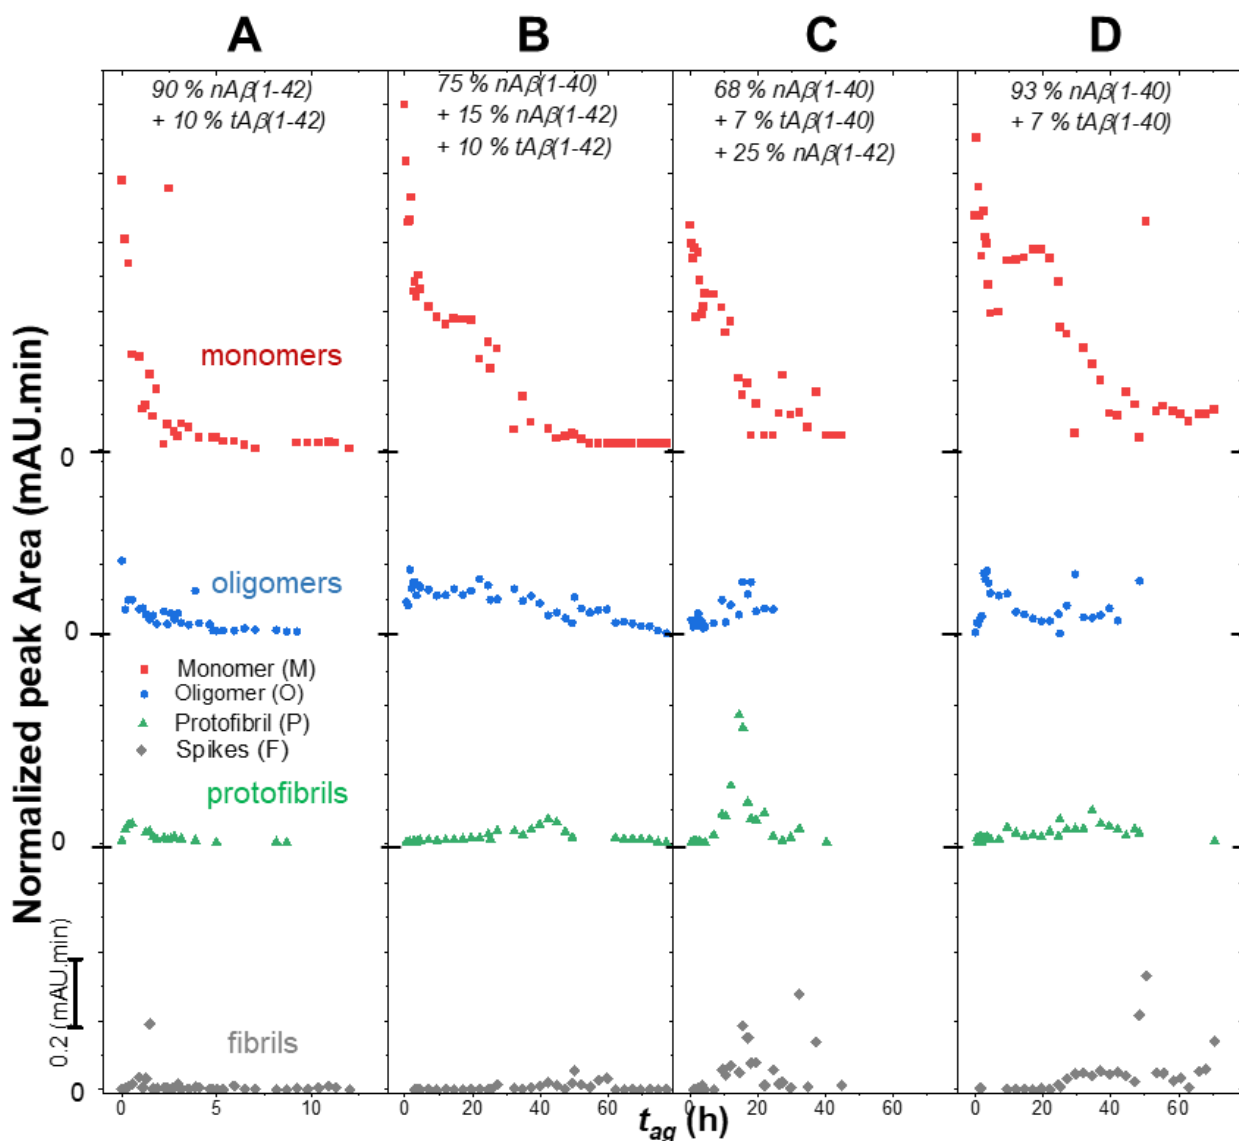 A B C D
90 % nAβ(1-42)
+ 10 % tAβ(1-42)
75 % nAβ(1-40)
+ 15 % nAβ(1-42)
+ 10 % tAβ(1-42)
68 % nAβ(1-40)
+ 7 % tAβ(1-40)
+ 25 % nAβ(1-42)
93 % nAβ(1-40)
+ 7 % tAβ(1-40)
Normalized peak Area (mAU.min)
monomers
0
oligomers
0
Monomer (M)
Oligomer (O)
Protofibril (P)
Spikes (F)
protofibrils
0
0.2 (mAU.min)
fibrils
0
0 5 10 0 20 40 60 0 20 40 60 0 20 40 60
tag (h)